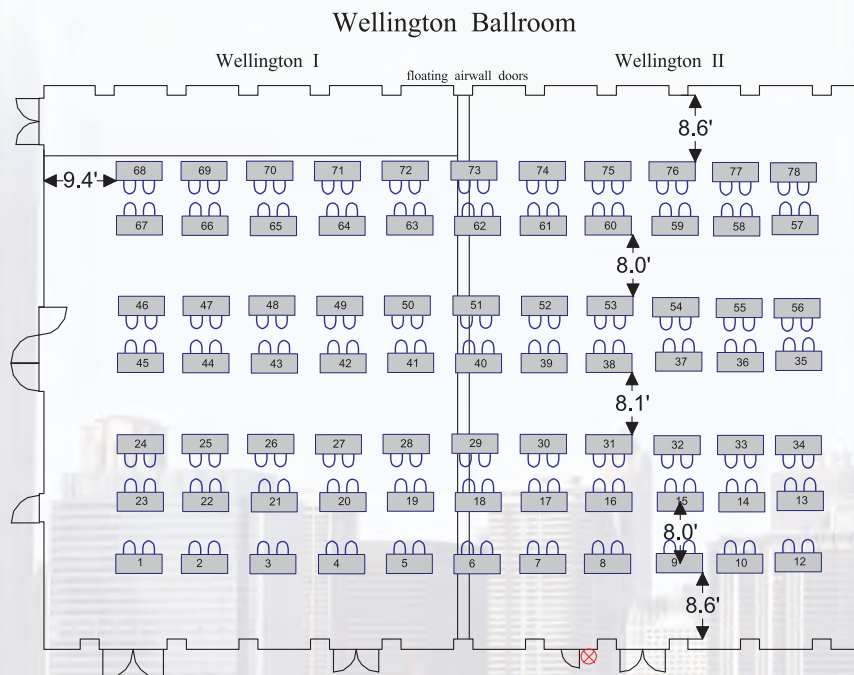 Wellington Ballroom
Wellington I
Wellington II
floating airwall doors
8.6'
68 69 70 71 72 73 74 75 76 77 78
9.4'
67 66 65 64 63 62 61 60 59 58 57
8.0'
46 47 48 49 50 51 52 53 54 55 56
45 44 43 42 41 40 39 38 37 36 35
8.1'
24 25 26 27 28 29 30 31 32 33 34
23 22 21 20 19 18 17 16 15 14 13
8.0'
1 2 3 4 5 6 7 8 9 10 12
8.6'